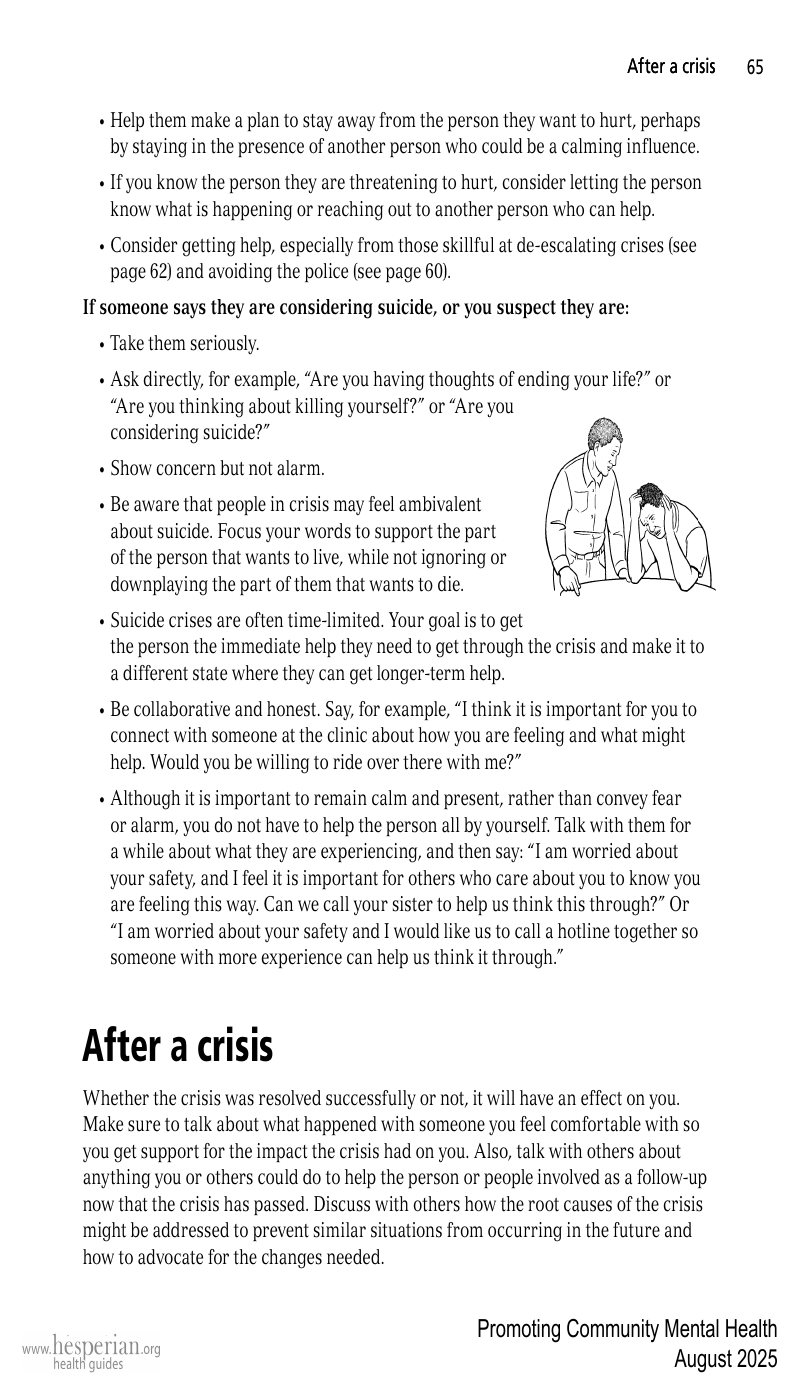 After a crisis 65
• Help them make a plan to stay away from the person they want to hurt, perhaps
by staying in the presence of another person who could be a calming influence.
• If you know the person they are threatening to hurt, consider letting the person
know what is happening or reaching out to another person who can help.
• Consider getting help, especially from those skillful at de-escalating crises (see
page 62) and avoiding the police (see page 60).
If someone says they are considering suicide, or you suspect they are:
• Take them seriously.
• Ask directly, for example, “Are you having thoughts of ending your life?” or
“Are you thinking about killing yourself?” or “Are you
considering suicide?”
• Show concern but not alarm.
• Be aware that people in crisis may feel ambivalent
about suicide. Focus your words to support the part
of the person that wants to live, while not ignoring or
downplaying the part of them that wants to die.
• Suicide crises are often time-limited. Your goal is to get
the person the immediate help they need to get through the crisis and make it to
a different state where they can get longer-term help.
• Be collaborative and honest. Say, for example, “I think it is important for you to
connect with someone at the clinic about how you are feeling and what might
help. Would you be willing to ride over there with me?”
• Although it is important to remain calm and present, rather than convey fear
or alarm, you do not have to help the person all by yourself. Talk with them for
a while about what they are experiencing, and then say: “I am worried about
your safety, and I feel it is important for others who care about you to know you
are feeling this way. Can we call your sister to help us think this through?” Or
“I am worried about your safety and I would like us to call a hotline together so
someone with more experience can help us think it through.”
After a crisis
Whether the crisis was resolved successfully or not, it will have an effect on you.
Make sure to talk about what happened with someone you feel comfortable with so
you get support for the impact the crisis had on you. Also, talk with others about
anything you or others could do to help the person or people involved as a follow-up
now that the crisis has passed. Discuss with others how the root causes of the crisis
might be addressed to prevent similar situations from occurring in the future and
how to advocate for the changes needed.
www.hesperian.org
health guides
Promoting Community Mental Health
August 2025